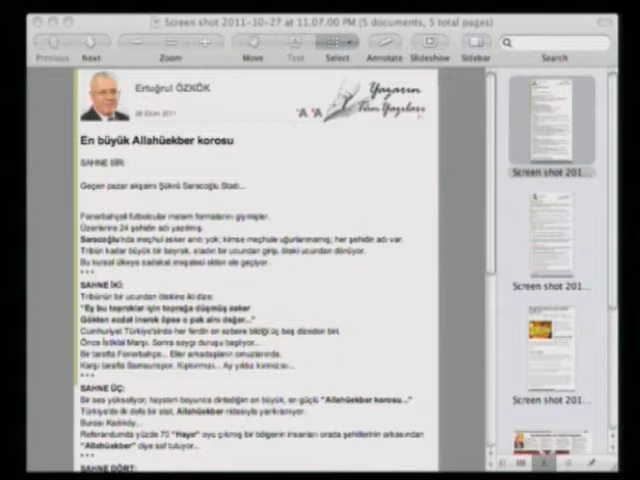 Screen shot 2011-10-27 at 11.07.00 PM (5 documents, 5 total pages)
Previous Next Zoom Move Text Select Annotate Slideshow Sidebar Search
Ertuğrul ÖZKÖK
28 Ekim 2011
A A
Yazarın
Tüm Yazıları
En büyük Allahüekber korosu
SAHNE BİR:
Geçen pazar akşamı Şükrü Saracoğlu Stadı...
Fenerbahçeli futbolcular matem formalarını giymişler.
Üzerlerine 24 şehidin adı yazılmış.
Saracoğlu'nda meçhul asker anıtı yok; kimse meçhule uğurlanmamış; her şehidin adı var.
Tribün kadar büyük bir bayrak, stadın bir ucundan girip, öteki ucundan dönüyor.
Bu kutsal ülkeye sadakat meşalesi elden ele geçiyor.
* * *
SAHNE İKİ:
Tribünün bir ucundan ötekine iki dize:
"Ey bu topraklar için toprağa düşmüş asker
Gökten ecdat inerek öpse o pak alnı değer..."
Cumhuriyet Türkiye'sinde her ferdin en ezbere bildiği üç beş dizeden biri.
Önce İstiklal Marşı. Sonra saygı duruşu başlıyor...
Bir tarafta Fenerbahçe... Eller arkadaşların omuzlarında.
Karşı tarafta Samsunspor. Kıpkırmızı... Ay yıldız kırmızısı...
* * *
SAHNE ÜÇ:
Bir ses yükseliyor; hayatım boyunca dinlediğim en büyük, en güçlü "Allahüekber korosu..."
Türkiye'de ilk defa bir stat, Allahüekber nidasıyla yankılanıyor.
Burası Kadıköy...
Referandumda yüzde 70 "Hayır" oyu çıkmış bir bölgenin insanları orada şehitlerinin arkasından
"Allahüekber" diye saf tutuyor...
* * *
SAHNE DÖRT:
Screen shot 201...
Screen shot 201...
Screen shot 201...